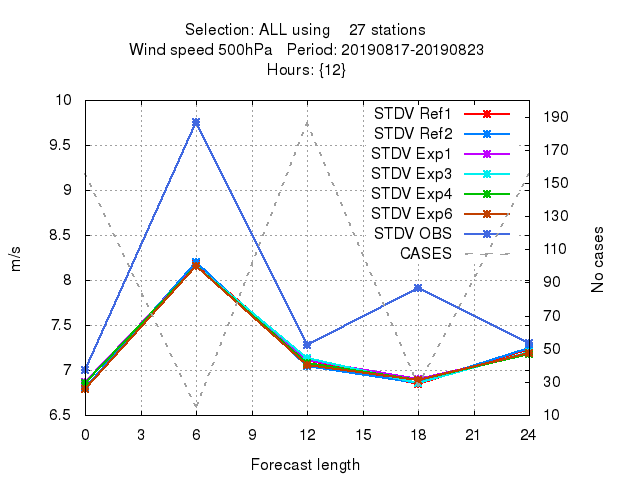 Selection: ALL using 27 stations
Wind speed 500hPa Period: 20190817-20190823
Hours: {12}
STDV Ref1
STDV Ref2
STDV Exp1
STDV Exp3
STDV Exp4
STDV Exp6
STDV OBS
CASES
10
9.5
9
8.5
8
7.5
7
6.5
m/s
190
170
150
130
110
90
70
50
30
10
No cases
0 3 6 9 12 15 18 21 24
Forecast length